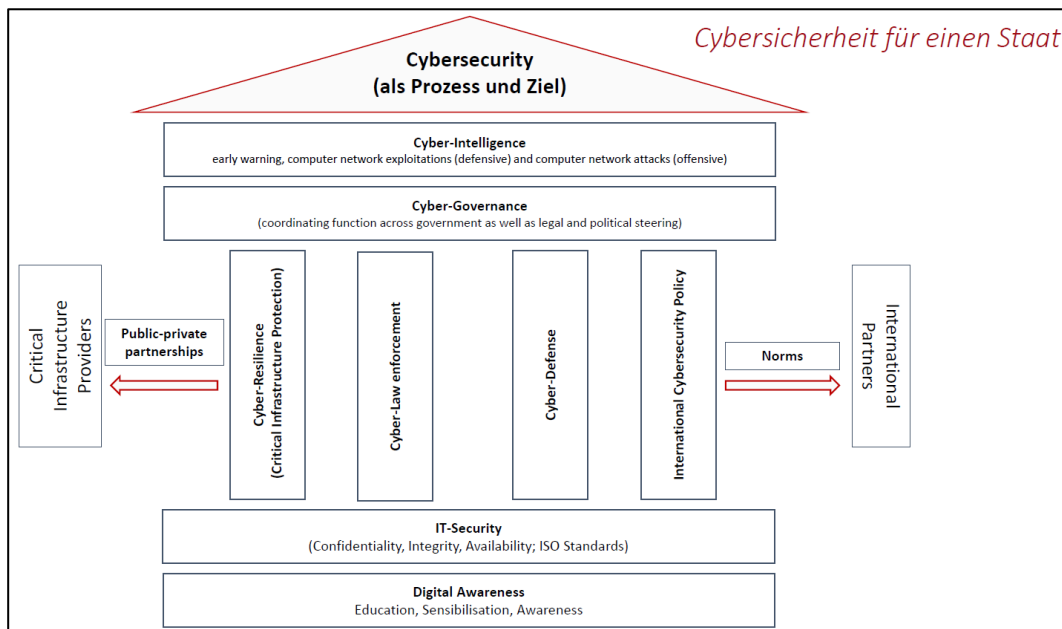 Cybersicherheit für einen Staat
Cybersecurity
(als Prozess und Ziel)
Cyber-Intelligence
early warning, computer network exploitations (defensive) and computer network attacks (offensive)
Cyber-Governance
(coordinating function across government as well as legal and political steering)
Critical
Infrastructure
Providers
Public-private
partnerships
Cyber-Resilience
(Critical Infrastructure Protection)
Cyber-Law enforcement
Cyber-Defense
International Cybersecurity Policy
Norms
International
Partners
IT-Security
(Confidentiality, Integrity, Availability; ISO Standards)
Digital Awareness
Education, Sensibilisation, Awareness